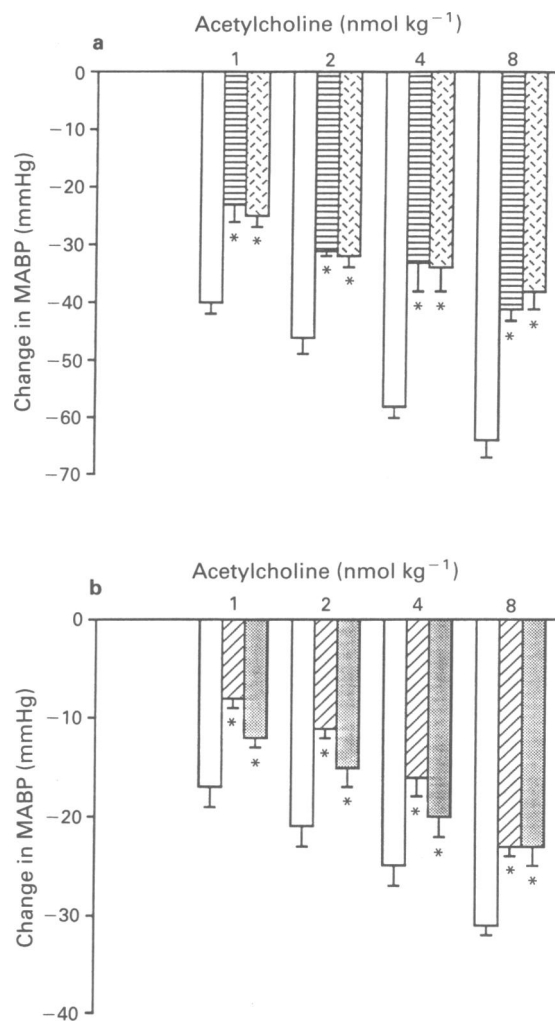 Acetylcholine (nmol kg⁻¹)
a
1 2 4 8
0
−10
−20
−30
−40
−50
−60
−70
Change in MABP (mmHg)
* * * * * * * *
Acetylcholine (nmol kg⁻¹)
b
1 2 4 8
0
−10
−20
−30
−40
Change in MABP (mmHg)
* * * * * * * *